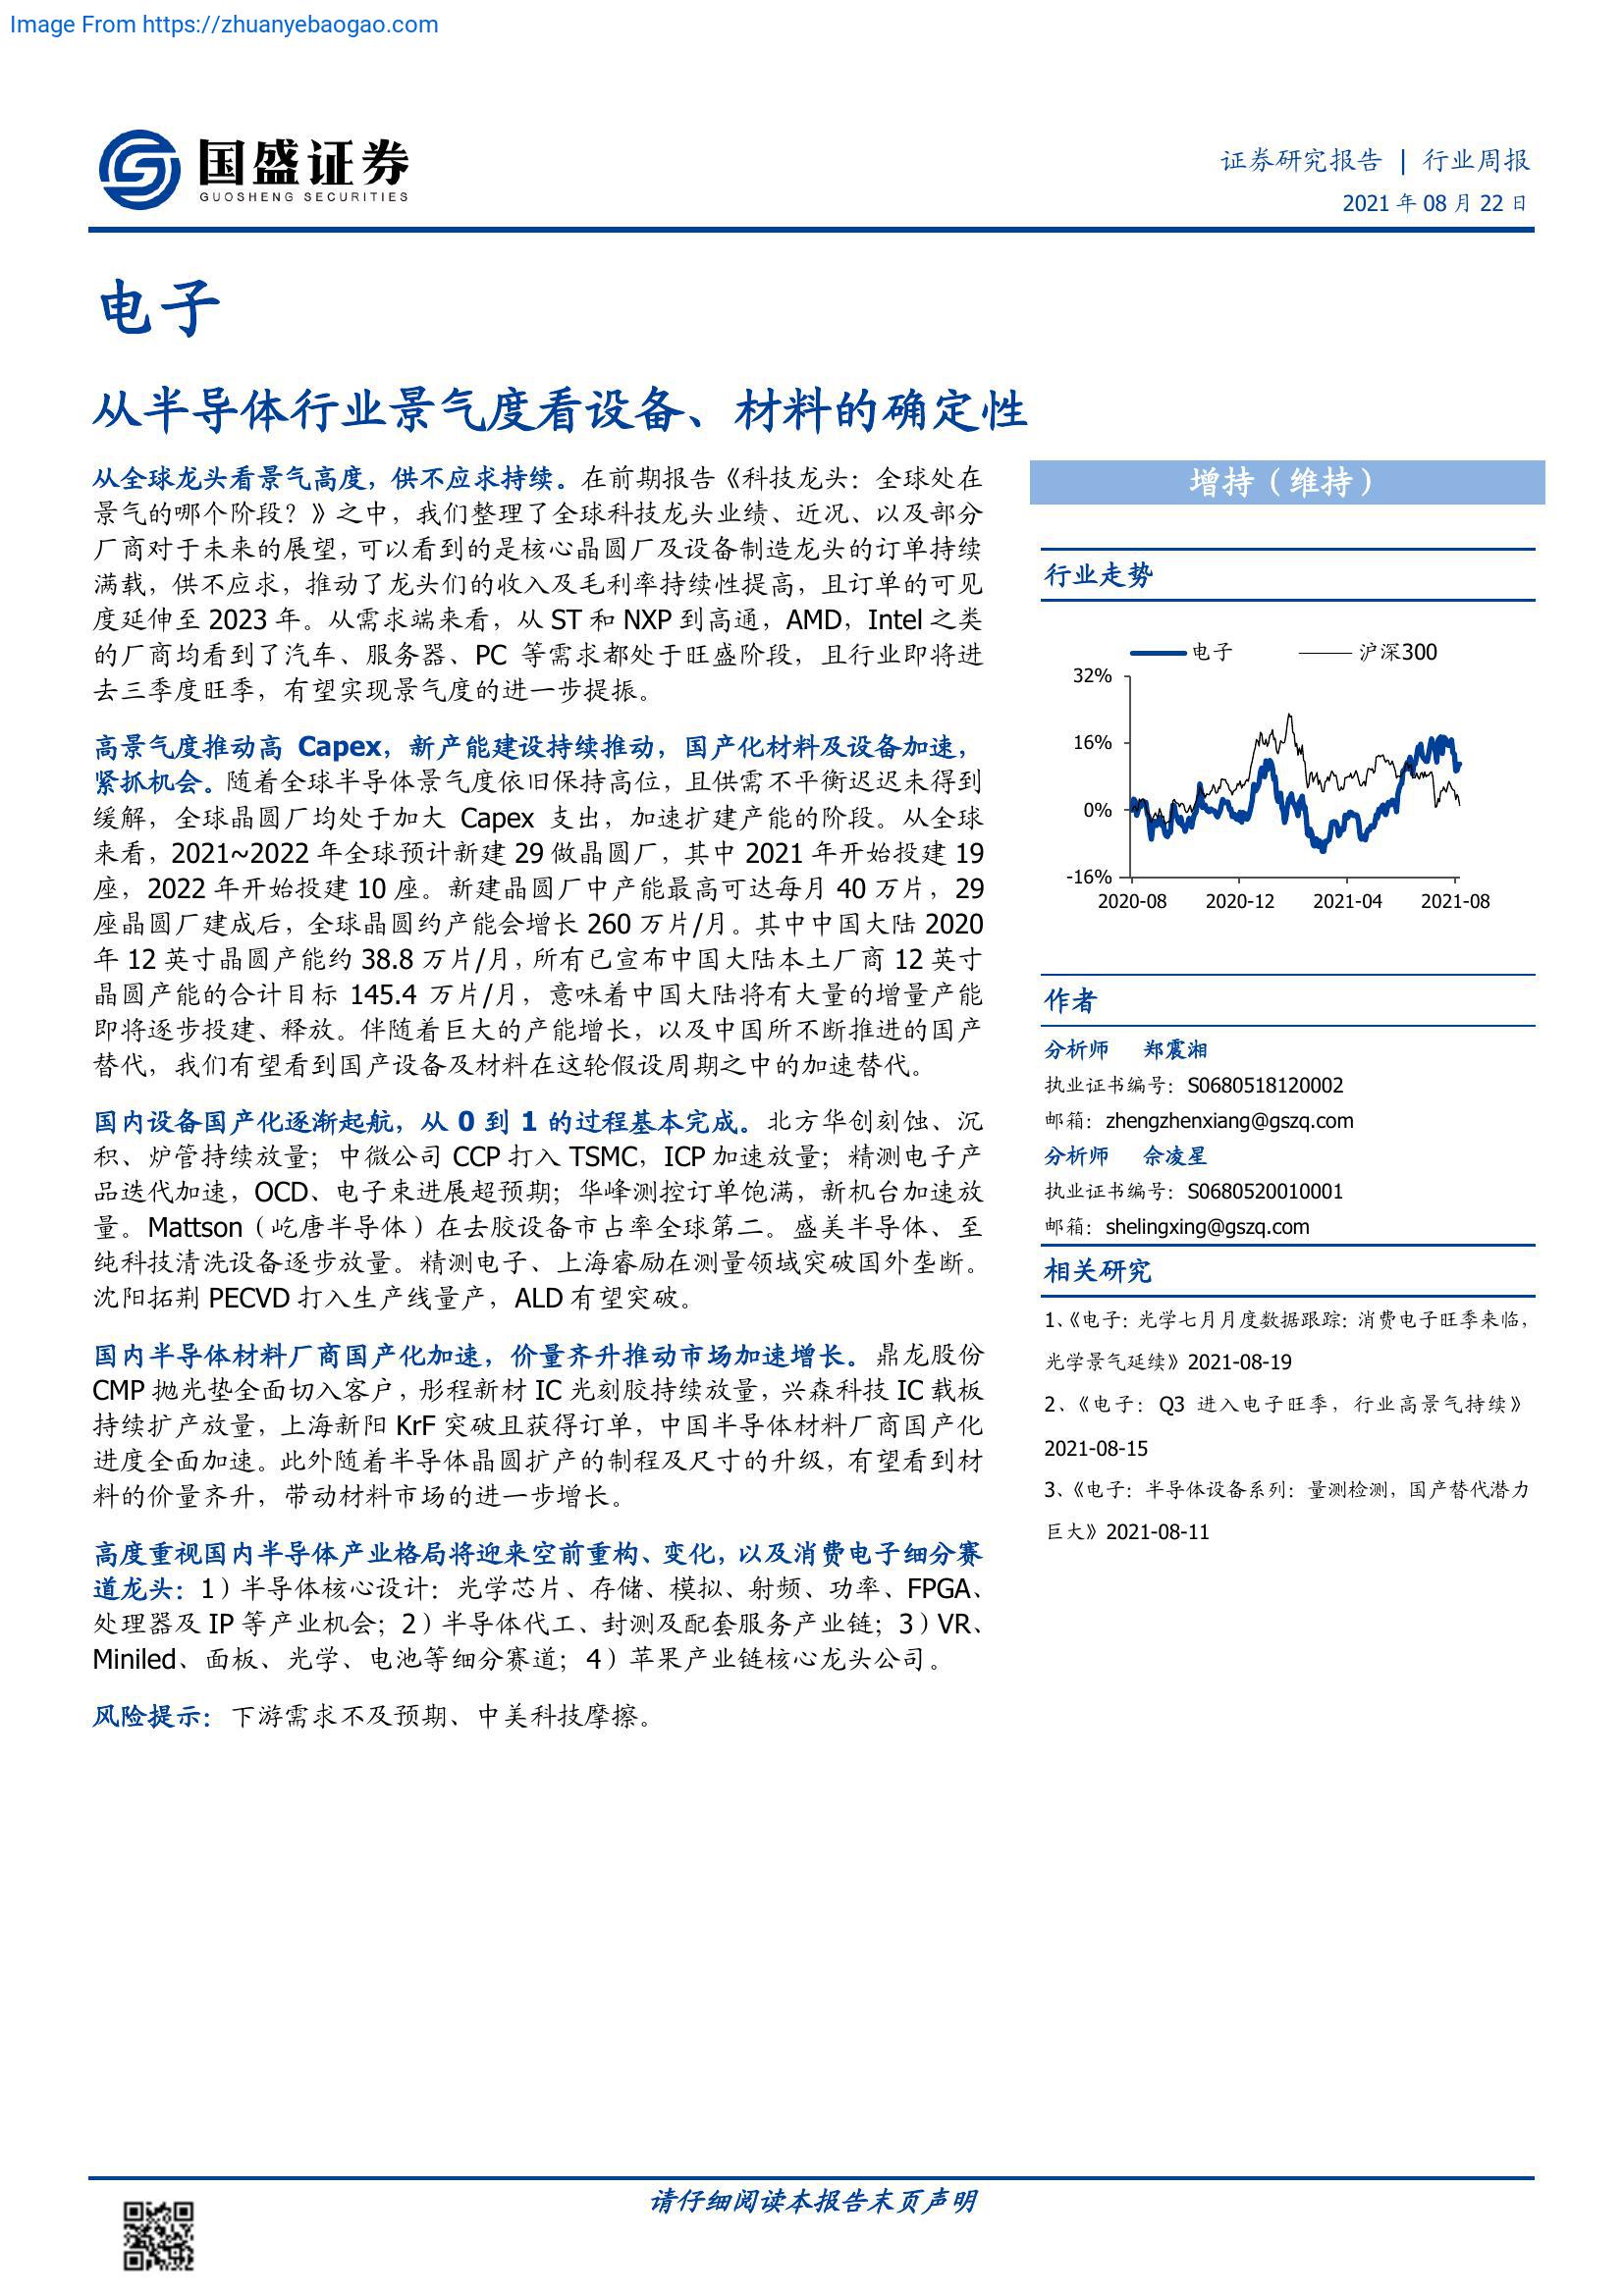 Image From https://zhuanyebaogao.com
国盛证券
GUOSHENG SECURITIES
证券研究报告 | 行业周报
2021 年 08 月 22 日
电子
从半导体行业景气度看设备、材料的确定性
从全球龙头看景气高度，供不应求持续。在前期报告《科技龙头：全球处在
景气的哪个阶段？》之中，我们整理了全球科技龙头业绩、近况、以及部分
厂商对于未来的展望，可以看到的是核心晶圆厂及设备制造龙头的订单持续
满载，供不应求，推动了龙头们的收入及毛利率持续性提高，且订单的可见
度延伸至 2023 年。从需求端来看，从 ST 和 NXP 到高通，AMD，Intel 之类
的厂商均看到了汽车、服务器、PC 等需求都处于旺盛阶段，且行业即将进
去三季度旺季，有望实现景气度的进一步提振。
高景气度推动高 Capex，新产能建设持续推动，国产化材料及设备加速，
紧抓机会。随着全球半导体景气度依旧保持高位，且供需不平衡迟迟未得到
缓解，全球晶圆厂均处于加大 Capex 支出，加速扩建产能的阶段。从全球
来看，2021~2022 年全球预计新建 29 做晶圆厂，其中 2021 年开始投建 19
座，2022 年开始投建 10 座。新建晶圆厂中产能最高可达每月 40 万片，29
座晶圆厂建成后，全球晶圆约产能会增长 260 万片/月。其中中国大陆 2020
年 12 英寸晶圆产能约 38.8 万片/月，所有已宣布中国大陆本土厂商 12 英寸
晶圆产能的合计目标 145.4 万片/月，意味着中国大陆将有大量的增量产能
即将逐步投建、释放。伴随着巨大的产能增长，以及中国所不断推进的国产
替代，我们有望看到国产设备及材料在这轮假设周期之中的加速替代。
国内设备国产化逐渐起航，从 0 到 1 的过程基本完成。北方华创刻蚀、沉
积、炉管持续放量；中微公司 CCP 打入 TSMC，ICP 加速放量；精测电子产
品迭代加速，OCD、电子束进展超预期；华峰测控订单饱满，新机台加速放
量。Mattson（屹唐半导体）在去胶设备市占率全球第二。盛美半导体、至
纯科技清洗设备逐步放量。精测电子、上海睿励在测量领域突破国外垄断。
沈阳拓荆 PECVD 打入生产线量产，ALD 有望突破。
国内半导体材料厂商国产化加速，价量齐升推动市场加速增长。鼎龙股份
CMP 抛光垫全面切入客户，彤程新材 IC 光刻胶持续放量，兴森科技 IC 载板
持续扩产放量，上海新阳 KrF 突破且获得订单，中国半导体材料厂商国产化
进度全面加速。此外随着半导体晶圆扩产的制程及尺寸的升级，有望看到材
料的价量齐升，带动材料市场的进一步增长。
高度重视国内半导体产业格局将迎来空前重构、变化，以及消费电子细分赛
道龙头：1）半导体核心设计：光学芯片、存储、模拟、射频、功率、FPGA、
处理器及 IP 等产业机会；2）半导体代工、封测及配套服务产业链；3）VR、
Miniled、面板、光学、电池等细分赛道；4）苹果产业链核心龙头公司。
风险提示：下游需求不及预期、中美科技摩擦。
增持（维持）
行业走势
电子 沪深300
32%
16%
0%
-16%
2020-08 2020-12 2021-04 2021-08
作者
分析师 郑震湘
执业证书编号：S0680518120002
邮箱：zhengzhenxiang@gszq.com
分析师 佘凌星
执业证书编号：S0680520010001
邮箱：shelingxing@gszq.com
相关研究
1、《电子：光学七月月度数据跟踪：消费电子旺季来临，
光学景气延续》2021-08-19
2、《电子：Q3 进入电子旺季，行业高景气持续》
2021-08-15
3、《电子：半导体设备系列：量测检测，国产替代潜力
巨大》2021-08-11
请仔细阅读本报告末页声明